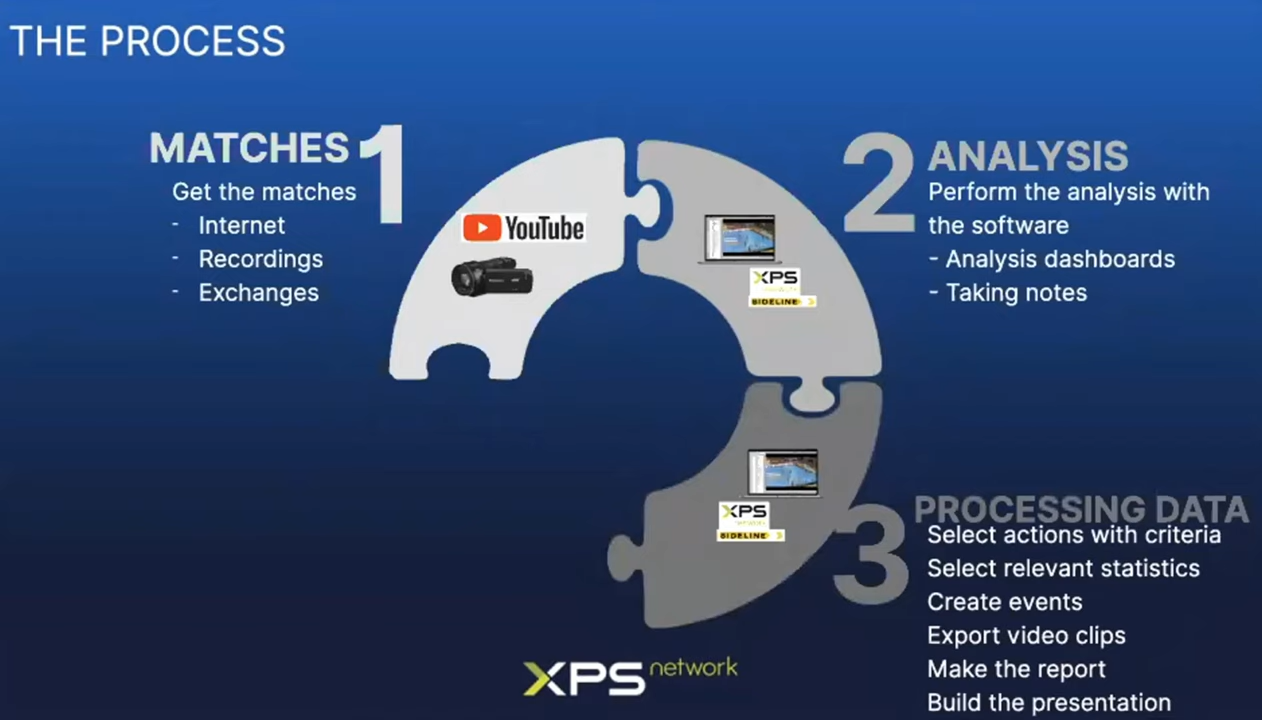 THE PROCESS
MATCHES 1
Get the matches
- Internet
- Recordings
- Exchanges
YouTube
2 ANALYSIS
Perform the analysis with
the software
- Analysis dashboards
- Taking notes
XPS
SIDELINE
XPS
SIDELINE
3 PROCESSING DATA
Select actions with criteria
Select relevant statistics
Create events
Export video clips
Make the report
Build the presentation
XPS network